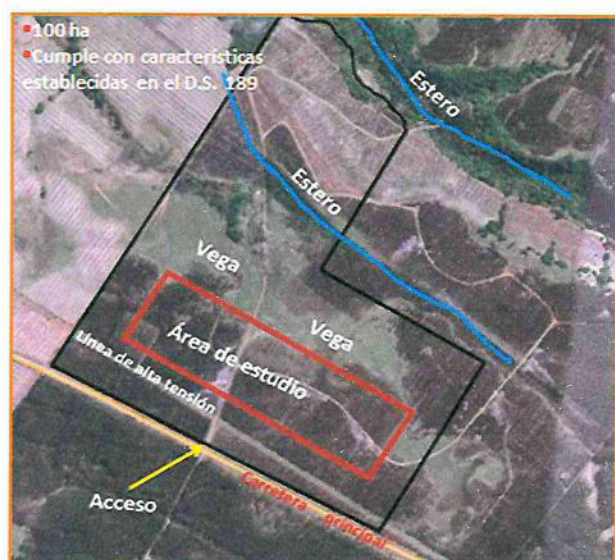 ▪100 ha
▪Cumple con características
establecidas en el D.S. 189
Estero
Estero
Vega
Vega
Área de estudio
Línea de alta tensión
Acceso
Carretera principal